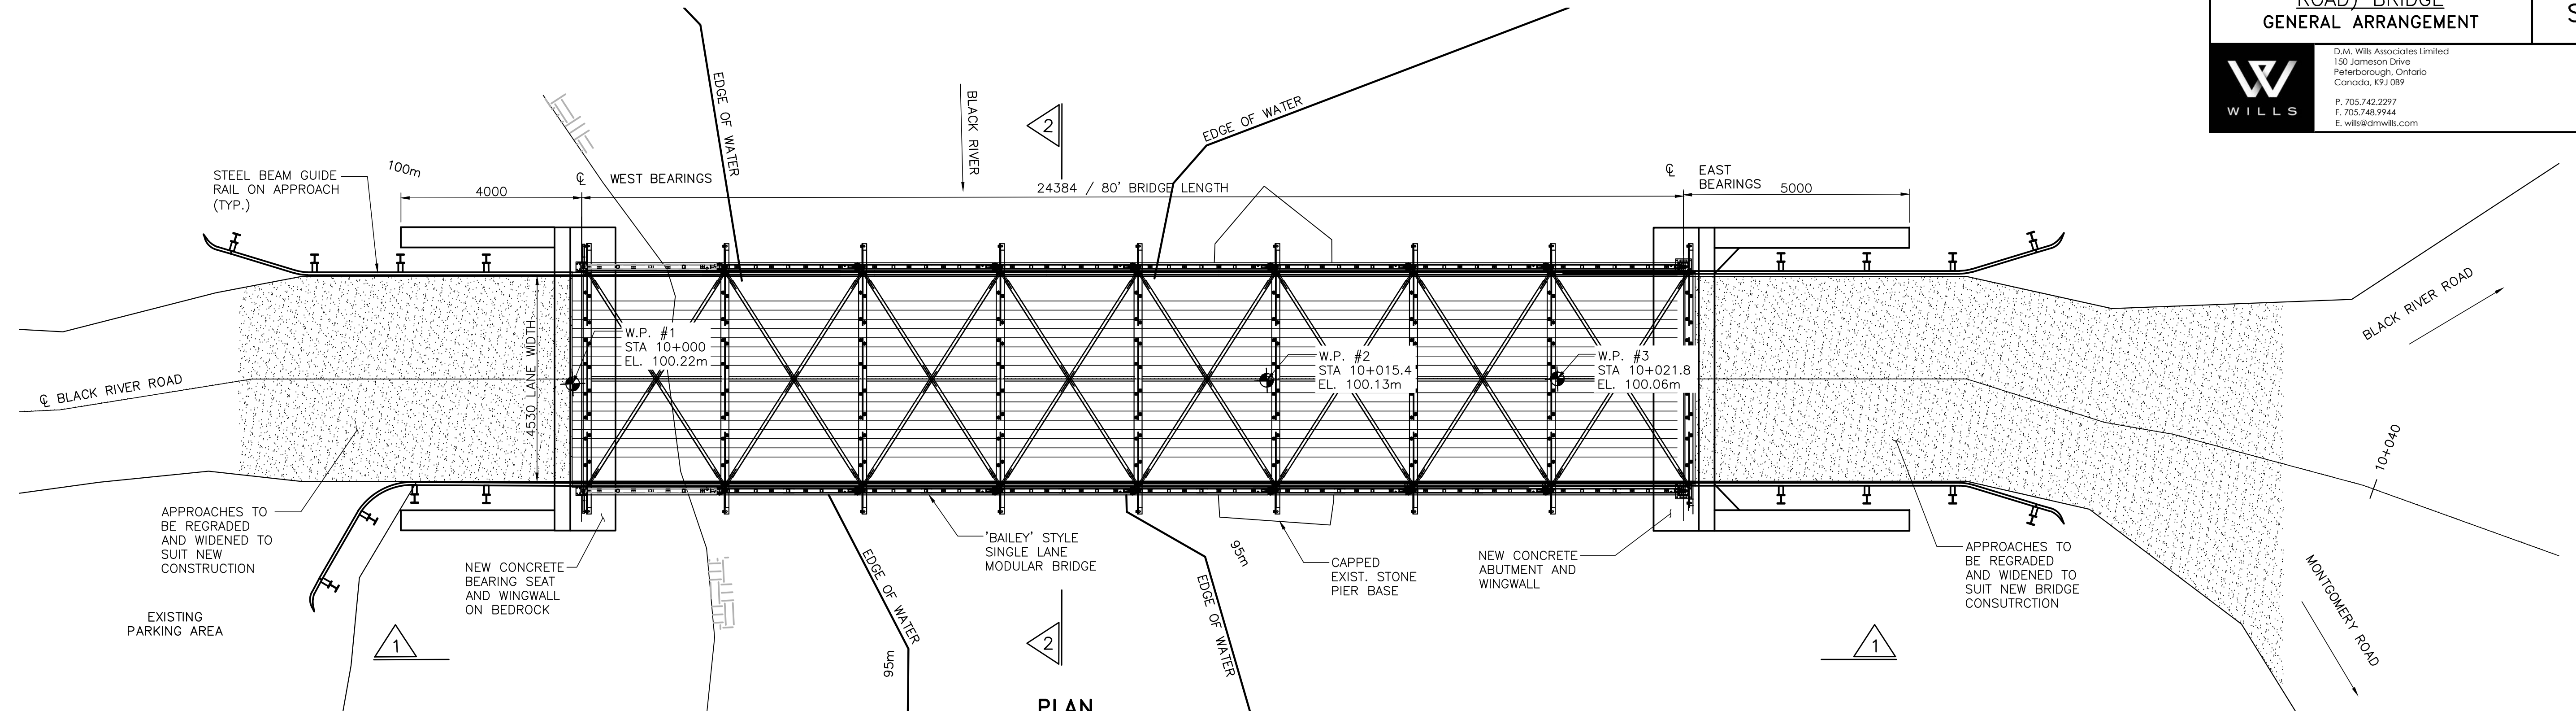 ROAD) BRIDGE
GENERAL ARRANGEMENT
WILLS
D.M. Wills Associates Limited
150 Jameson Drive
Peterborough, Ontario
Canada, K9J 0B9
P. 705.742.2297
F. 705.748.9944
E. wills@dmwills.com
EDGE OF WATER
BLACK RIVER
2
EDGE OF WATER
STEEL BEAM GUIDE
RAIL ON APPROACH
(TYP.)
100m
4000
℄ WEST BEARINGS
24384 / 80' BRIDGE LENGTH
℄ EAST
BEARINGS
5000
BLACK RIVER ROAD
4530 LANE WIDTH
W.P. #1
STA 10+000
EL. 100.22m
W.P. #2
STA 10+015.4
EL. 100.13m
W.P. #3
STA 10+021.8
EL. 100.06m
℄ BLACK RIVER ROAD
10+040
APPROACHES TO
BE REGRADED
AND WIDENED TO
SUIT NEW
CONSTRUCTION
NEW CONCRETE
BEARING SEAT
AND WINGWALL
ON BEDROCK
EDGE OF WATER
'BAILEY' STYLE
SINGLE LANE
MODULAR BRIDGE
95m
EDGE OF WATER
CAPPED
EXIST. STONE
PIER BASE
NEW CONCRETE
ABUTMENT AND
WINGWALL
APPROACHES TO
BE REGRADED
AND WIDENED TO
SUIT NEW BRIDGE
CONSUTRCTION
MONTGOMERY ROAD
EXISTING
PARKING AREA
1
95m
2
1
PLAN